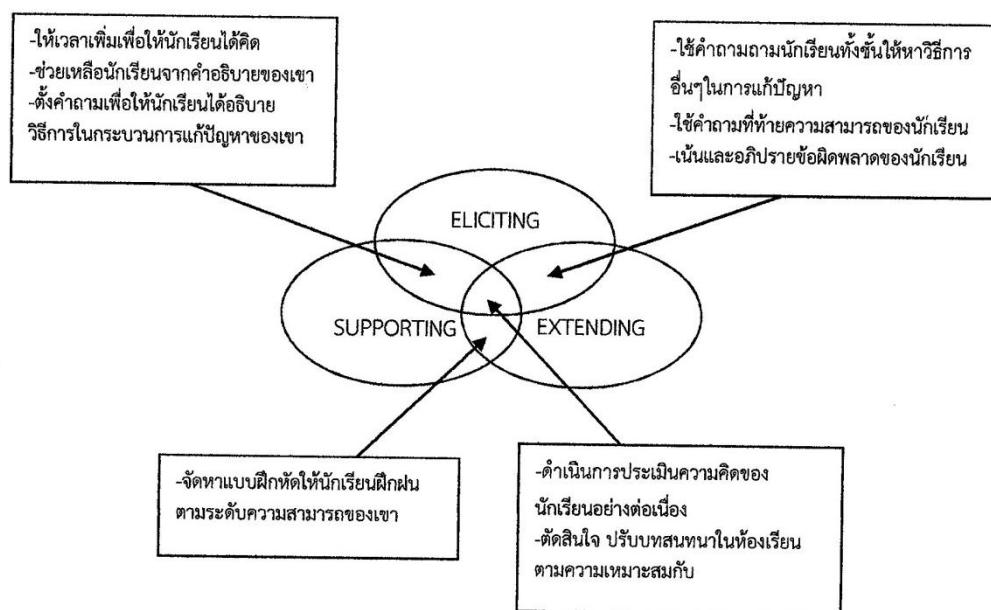 -ให้เวลาเพิ่มเพื่อให้นักเรียนได้คิด
-ช่วยเหลือนักเรียนจากคำอธิบายของเขา
-ตั้งคำถามเพื่อให้นักเรียนได้อธิบาย
วิธีการในกระบวนการแก้ปัญหาของเขา
-ใช้คำถามถามนักเรียนทั้งชั้นให้หาวิธีการ
อื่นๆในการแก้ปัญหา
-ใช้คำถามที่ท้ายความสามารถของนักเรียน
-เน้นและอภิปรายข้อผิดพลาดของนักเรียน
ELICITING
SUPPORTING
EXTENDING
-จัดหาแบบฝึกหัดให้นักเรียนฝึกฝน
ตามระดับความสามารถของเขา
-ดำเนินการประเมินความคิดของ
นักเรียนอย่างต่อเนื่อง
-ตัดสินใจ ปรับบทสนทนาในห้องเรียน
ตามความเหมาะสมกับ